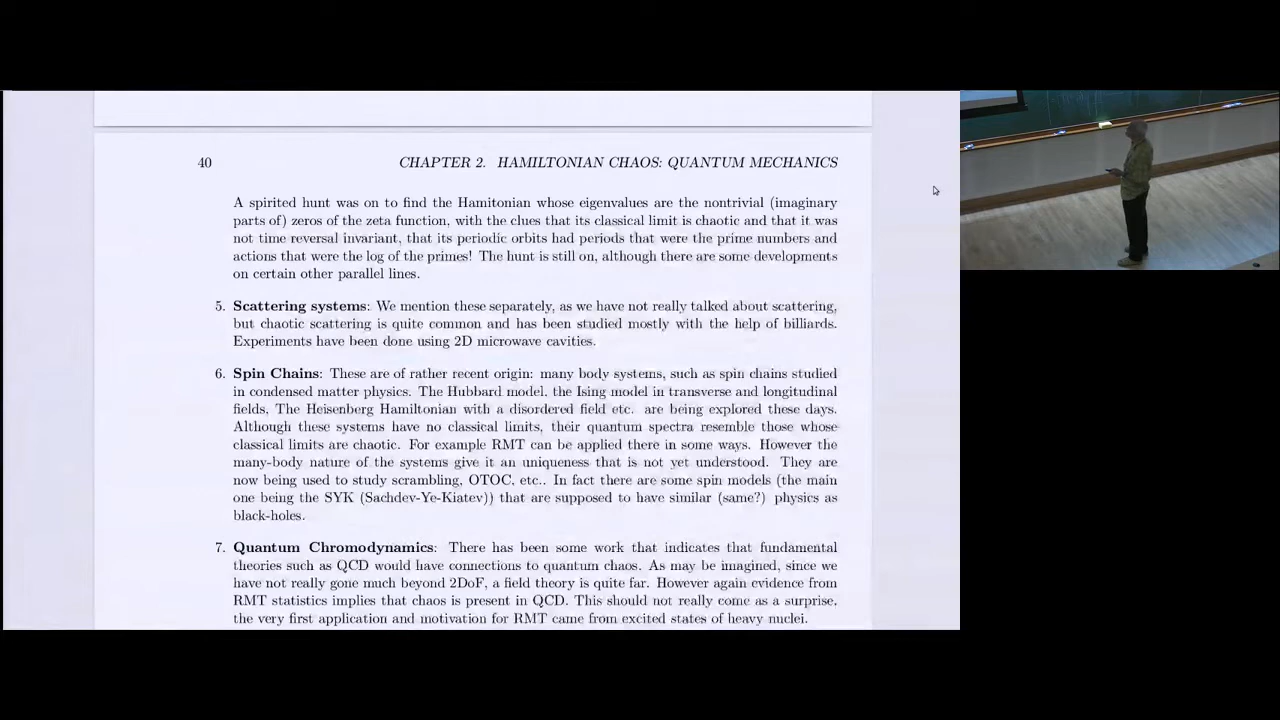 40 CHAPTER 2. HAMILTONIAN CHAOS: QUANTUM MECHANICS
A spirited hunt was on to find the Hamitonian whose eigenvalues are the nontrivial (imaginary
parts of) zeros of the zeta function, with the clues that its classical limit is chaotic and that it was
not time reversal invariant, that its periodic orbits had periods that were the prime numbers and
actions that were the log of the primes! The hunt is still on, although there are some developments
on certain other parallel lines.
5. Scattering systems: We mention these separately, as we have not really talked about scattering,
but chaotic scattering is quite common and has been studied mostly with the help of billiards.
Experiments have been done using 2D microwave cavities.
6. Spin Chains: These are of rather recent origin: many body systems, such as spin chains studied
in condensed matter physics. The Hubbard model, the Ising model in transverse and longitudinal
fields, The Heisenberg Hamiltonian with a disordered field etc. are being explored these days.
Although these systems have no classical limits, their quantum spectra resemble those whose
classical limits are chaotic. For example RMT can be applied there in some ways. However the
many-body nature of the systems give it an uniqueness that is not yet understood. They are
now being used to study scrambling, OTOC, etc.. In fact there are some spin models (the main
one being the SYK (Sachdev-Ye-Kiatev)) that are supposed to have similar (same?) physics as
black-holes.
7. Quantum Chromodynamics: There has been some work that indicates that fundamental
theories such as QCD would have connections to quantum chaos. As may be imagined, since we
have not really gone much beyond 2DoF, a field theory is quite far. However again evidence from
RMT statistics implies that chaos is present in QCD. This should not really come as a surprise,
the very first application and motivation for RMT came from excited states of heavy nuclei.